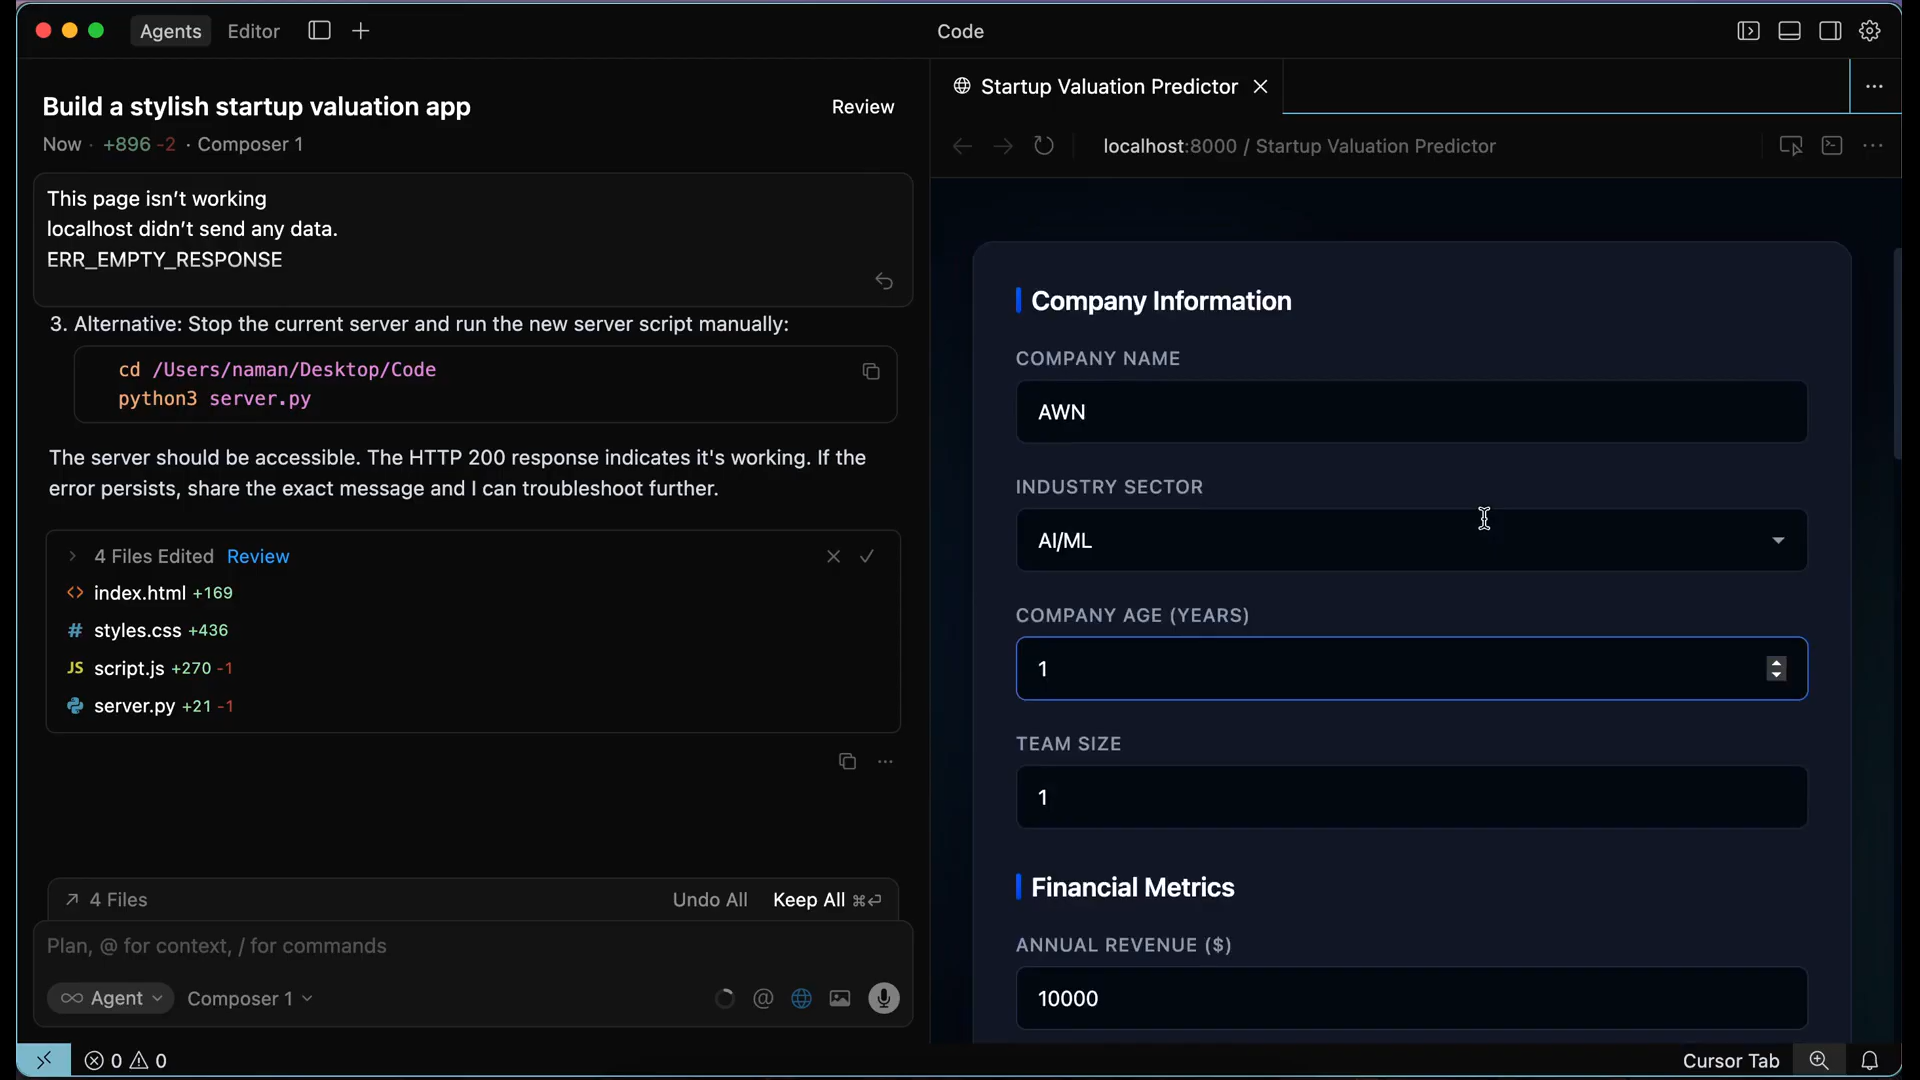 Agents Editor
Code
Build a stylish startup valuation app
Review
Now · +896 -2 · Composer 1
This page isn’t working
localhost didn’t send any data.
ERR_EMPTY_RESPONSE
3. Alternative: Stop the current server and run the new server script manually:
cd /Users/naman/Desktop/Code
python3 server.py
The server should be accessible. The HTTP 200 response indicates it's working. If the
error persists, share the exact message and I can troubleshoot further.
4 Files Edited Review
index.html +169
styles.css +436
JS script.js +270 -1
server.py +21 -1
4 Files
Undo All Keep All ⌘⏎
Plan, @ for context, / for commands
Agent Composer 1
Startup Valuation Predictor
localhost:8000 / Startup Valuation Predictor
Company Information
COMPANY NAME
AWN
INDUSTRY SECTOR
AI/ML
COMPANY AGE (YEARS)
1
TEAM SIZE
1
Financial Metrics
ANNUAL REVENUE ($)
10000
0 0
Cursor Tab